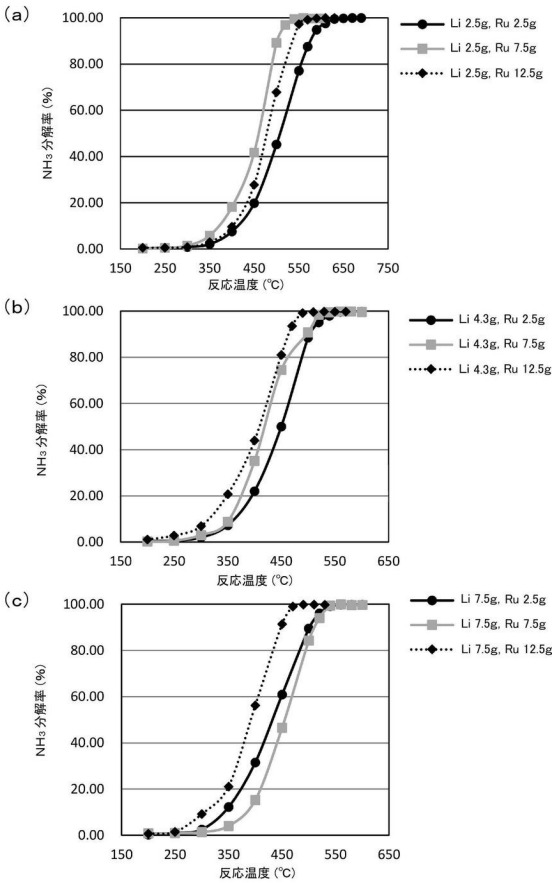 (a)
Li 2.5g, Ru 2.5g
Li 2.5g, Ru 7.5g
Li 2.5g, Ru 12.5g
NH₃ 分解率 (%)
100.00
80.00
60.00
40.00
20.00
0.00
150 250 350 450 550 650 750
反応温度 (℃)
(b)
Li 4.3g, Ru 2.5g
Li 4.3g, Ru 7.5g
Li 4.3g, Ru 12.5g
NH₃ 分解率 (%)
100.00
80.00
60.00
40.00
20.00
0.00
150 250 350 450 550 650
反応温度 (℃)
(c)
Li 7.5g, Ru 2.5g
Li 7.5g, Ru 7.5g
Li 7.5g, Ru 12.5g
NH₃ 分解率 (%)
100.00
80.00
60.00
40.00
20.00
0.00
150 250 350 450 550 650
反応温度 (℃)